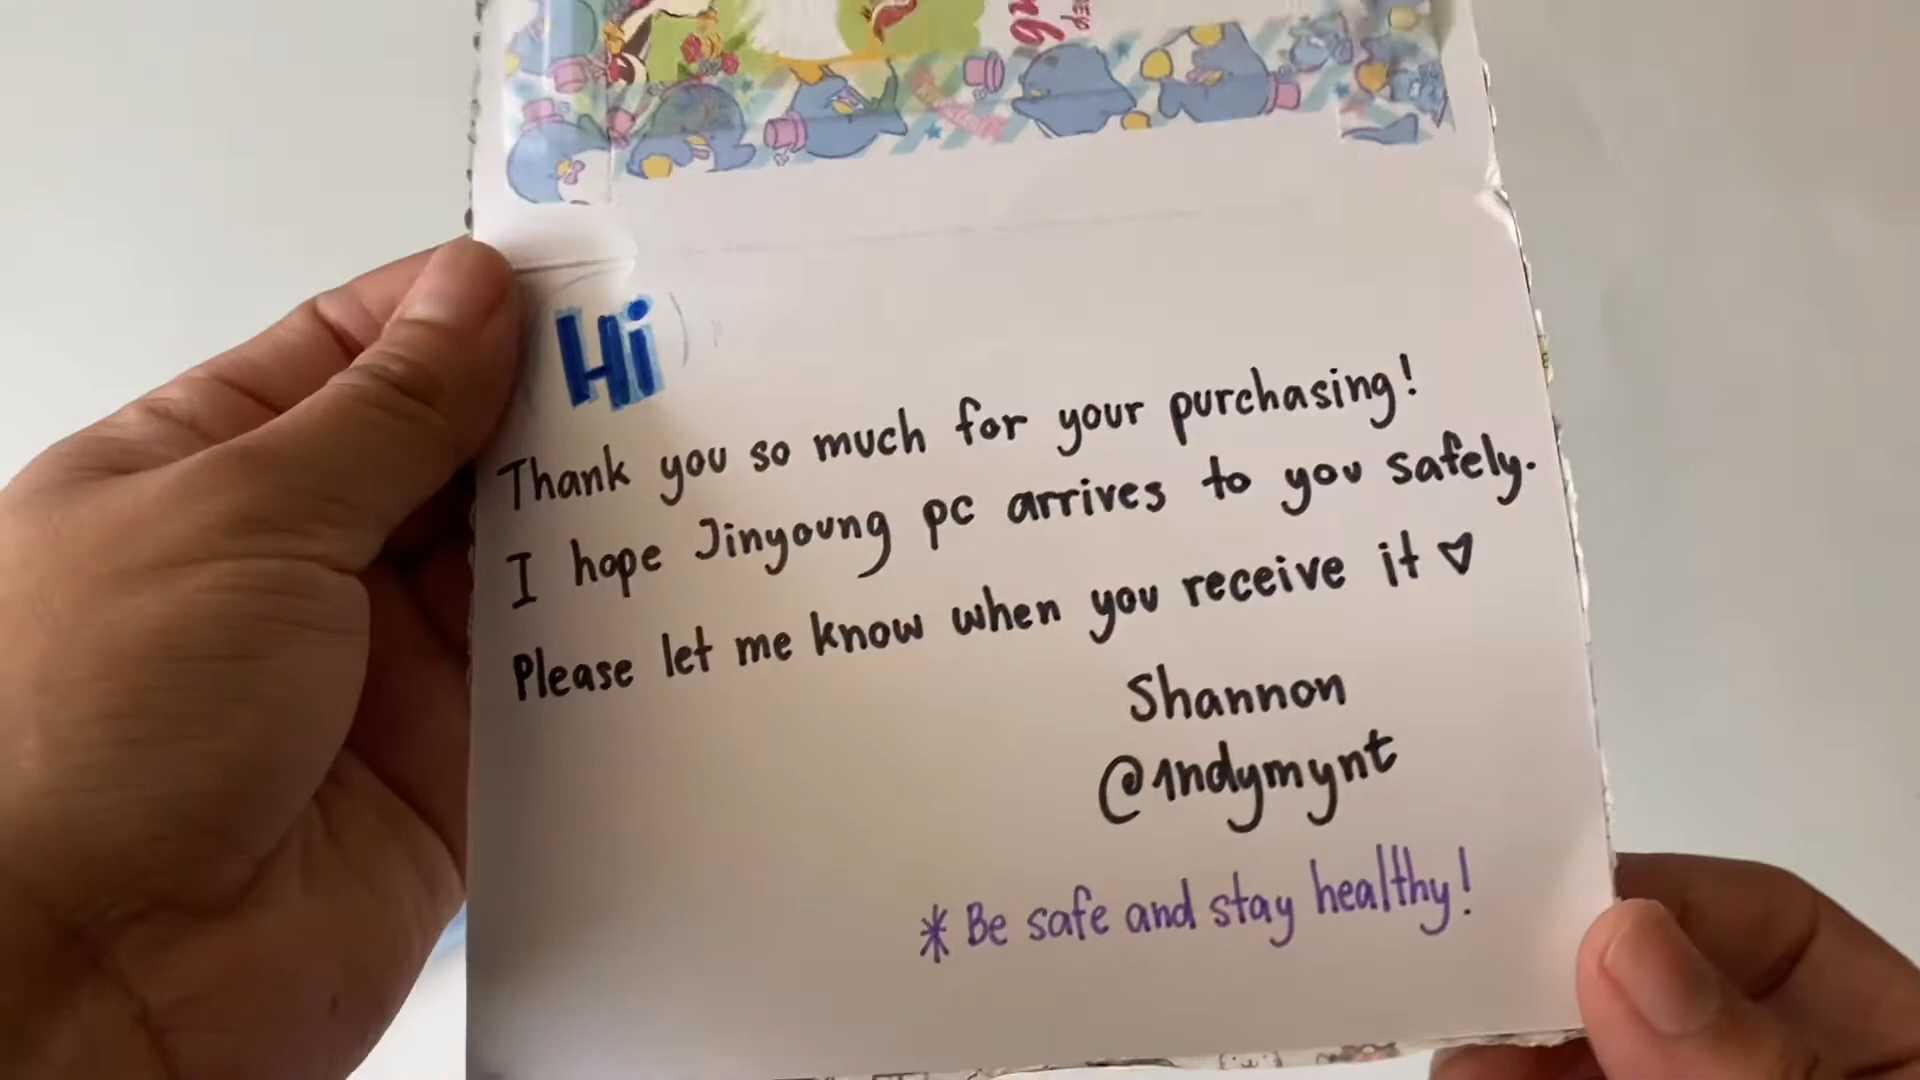 Hi
Thank you so much for your purchasing!
I hope Jinyoung pc arrives to you safely.
Please let me know when you receive it ♡
Shannon
@1ndymynt
* Be safe and stay healthy!